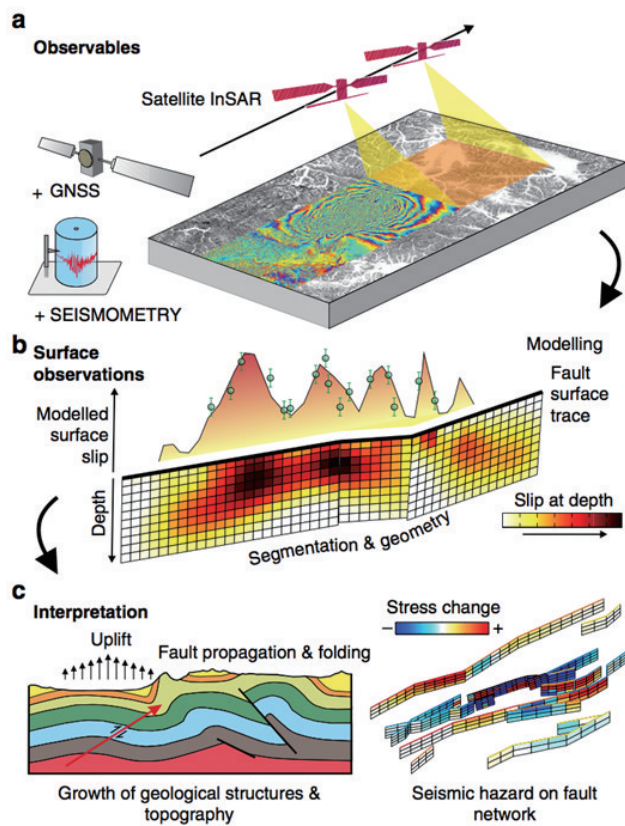 a
Observables
Satellite InSAR
+ GNSS
+ SEISMOMETRY
b
Surface
observations
Modelling
Modelled
surface
slip
Fault
surface
trace
Depth
Slip at depth
Segmentation & geometry
c
Interpretation
Uplift
Fault propagation & folding
Stress change
− +
Growth of geological structures &
topography
Seismic hazard on fault
network